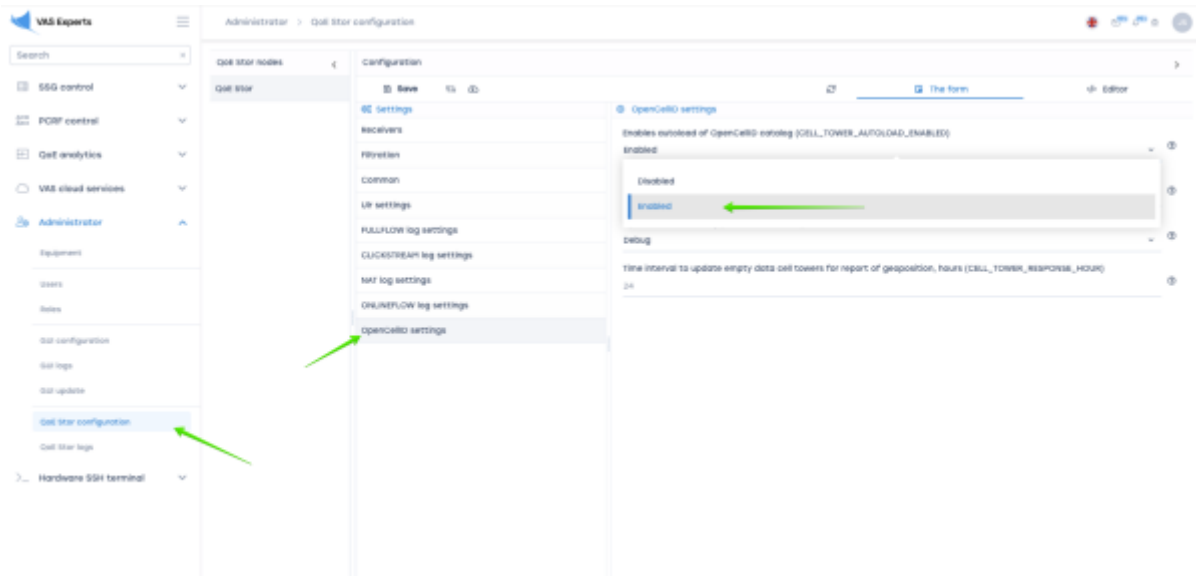 VAS Experts
Administrator > QoE Stor configuration
Search
QoE Stor nodes
Configuration
SSG control
QoE Stor
Save
The form
Editor
Settings
OpenCellID settings
PCRF control
Receivers
Enables autoload of OpenCellID catalog (CELL_TOWER_AUTOLOAD_ENABLED)
Enabled
QoE analytics
Filtration
Common
Disabled
VAS cloud services
Ulr settings
Enabled
Administrator
FULLFLOW log settings
Debug
Equipment
CLICKSTREAM log settings
Time interval to update empty data cell towers for report of geoposition, hours (CELL_TOWER_RESPONSE_HOUR)
24
Users
NAT log settings
Roles
ONLINEFLOW log settings
OpenCellID settings
GUI configuration
GUI logs
GUI update
QoE Stor configuration
QoE Stor logs
Hardware SSH terminal